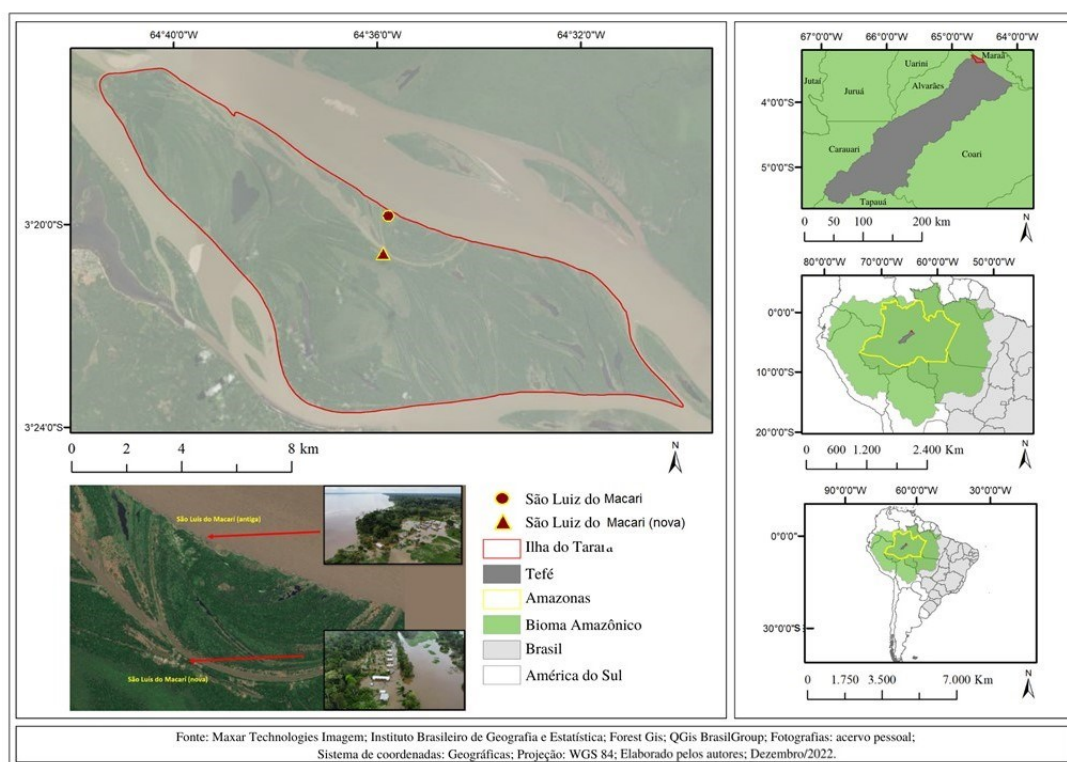 64°40'0"W 64°36'0"W 64°32'0"W
3°20'0"S
3°24'0"S
0 4 8 km
N
São Luis do Macari (antiga)
São Luis do Macari (nova)
São Luiz do Macari
São Luiz do Macari (nova)
Ilha do
Tefé
Amazonas
Bioma Amazônico
Brasil
América do Sul
67°0'0"W 66°0'0"W 65°0'0"W 64°0'0"W
4°0'0"S
5°0'0"S
Maraã
Uarini
Jutaí
Alvarães
Juruá
Carauari
Coari
Tapauá
0 50 100 200 km
N
80°0'0"W 70°0'0"W 60°0'0"W 50°0'0"W
0°0'0"
10°0'0"S
20°0'0"S
0 600 1.200 2.400 Km
N
90°0'0"W 60°0'0"W 30°0'0"W
0°0'0"
30°0'0"S
0 1.750 3.500 7.000 Km
N
Fonte: Maxar Technologies Imagem; Instituto Brasileiro de Geografia e Estatística; Forest Gis; QGis BrasilGroup; Fotografias: acervo pessoal;
Sistema de coordenadas: Geográficas; Projeção: WGS 84; Elaborado pelos autores; Dezembro/2022.